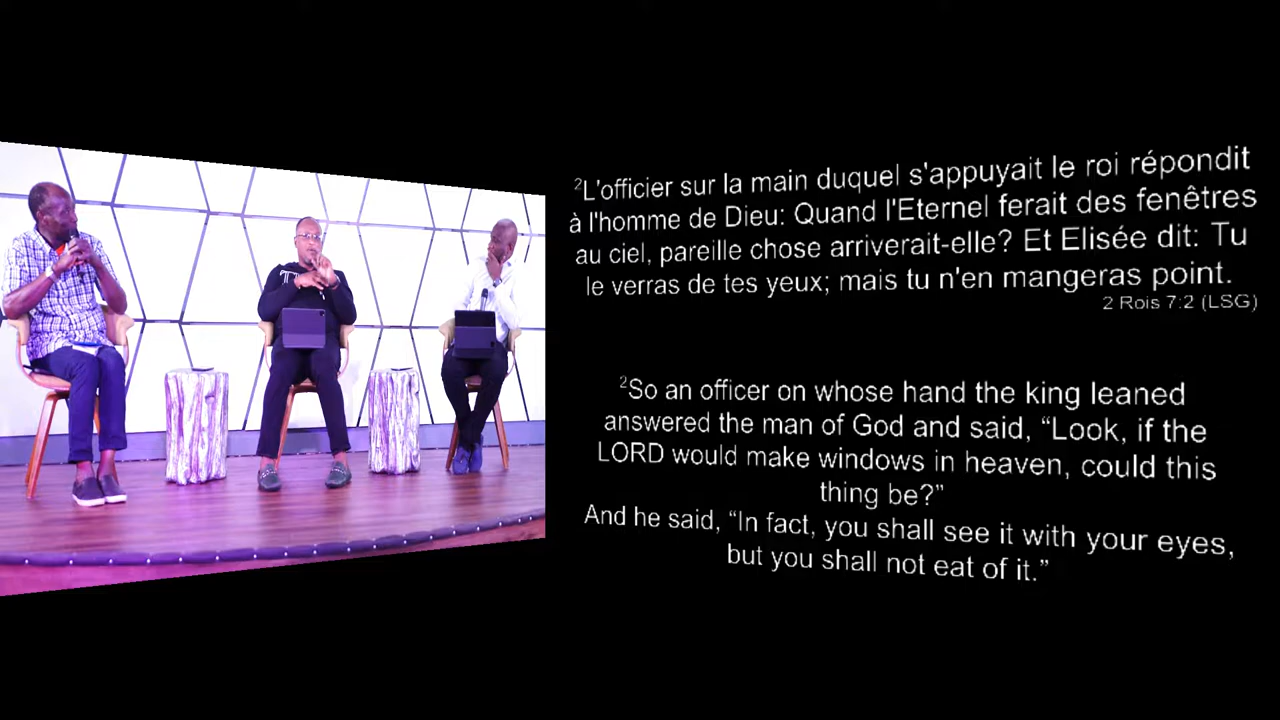 ²L'officier sur la main duquel s'appuyait le roi répondit
à l'homme de Dieu: Quand l'Eternel ferait des fenêtres
au ciel, pareille chose arriverait-elle? Et Elisée dit: Tu
le verras de tes yeux; mais tu n'en mangeras point.
2 Rois 7:2 (LSG)
²So an officer on whose hand the king leaned
answered the man of God and said, “Look, if the
LORD would make windows in heaven, could this
thing be?”
And he said, “In fact, you shall see it with your eyes,
but you shall not eat of it.”